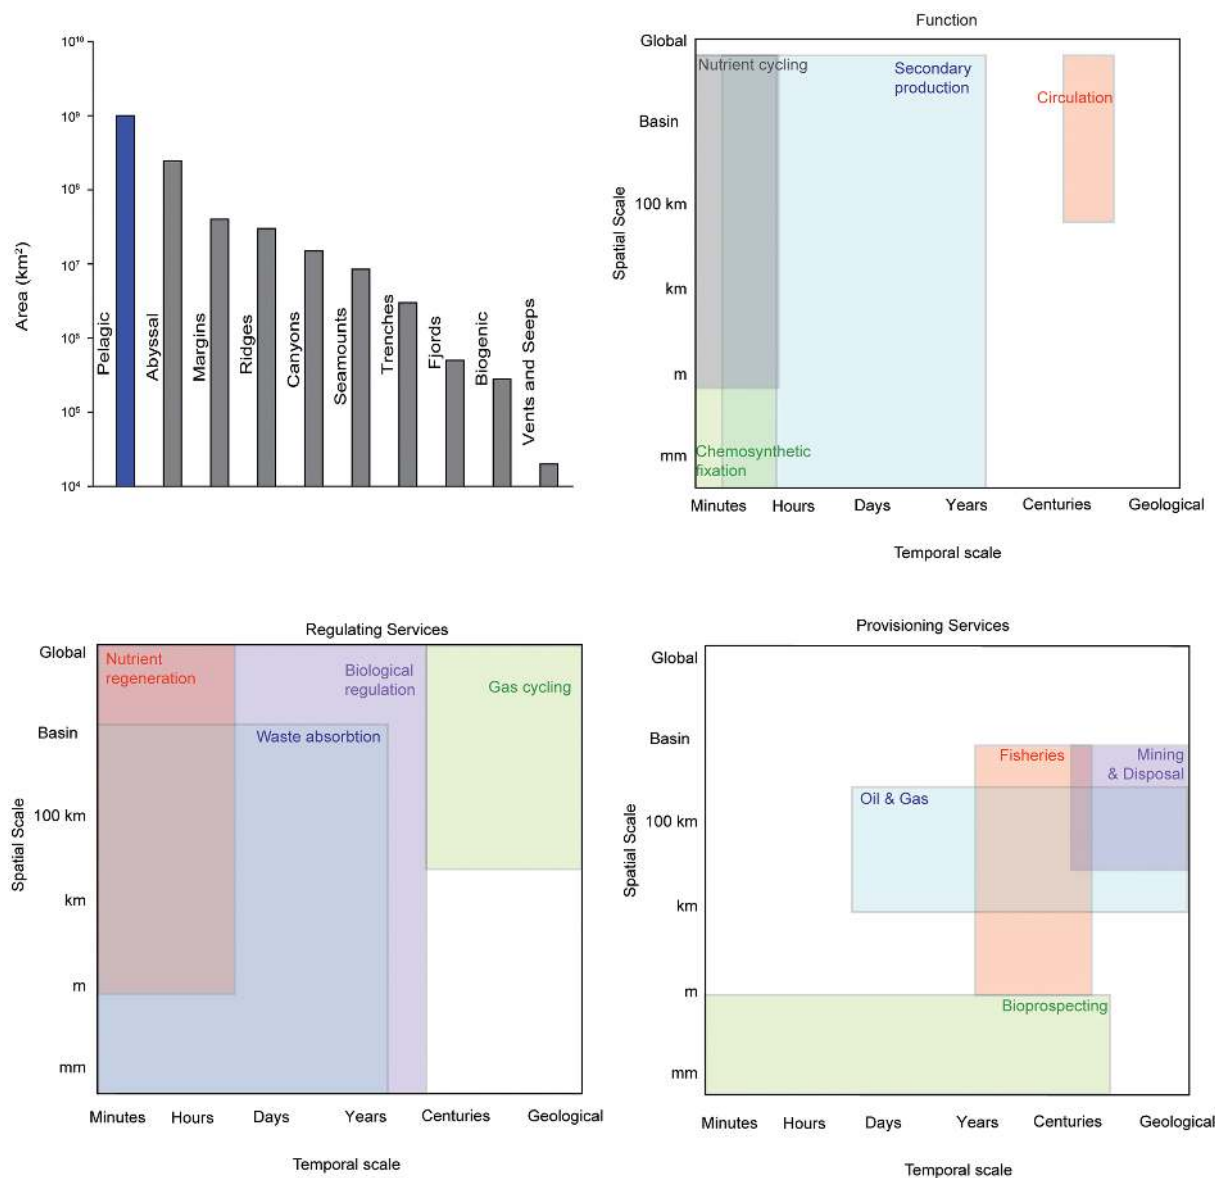 10¹⁰
10⁹
10⁸
10⁷
10⁶
10⁵
10⁴
Area (km²)
Pelagic
Abyssal
Margins
Ridges
Canyons
Seamounts
Trenches
Fjords
Biogenic
Vents and Seeps
Function
Global
Basin
100 km
km
m
mm
Spatial Scale
Nutrient cycling
Secondary
production
Circulation
Chemosynthetic
fixation
Minutes Hours Days Years Centuries Geological
Temporal scale
Regulating Services
Global
Basin
100 km
km
m
mm
Spatial Scale
Nutrient
regeneration
Biological
regulation
Gas cycling
Waste absorbtion
Minutes Hours Days Years Centuries Geological
Temporal scale
Provisioning Services
Global
Basin
100 km
km
m
mm
Spatial Scale
Fisheries
Mining
& Disposal
Oil & Gas
Bioprospecting
Minutes Hours Days Years Centuries Geological
Temporal scale